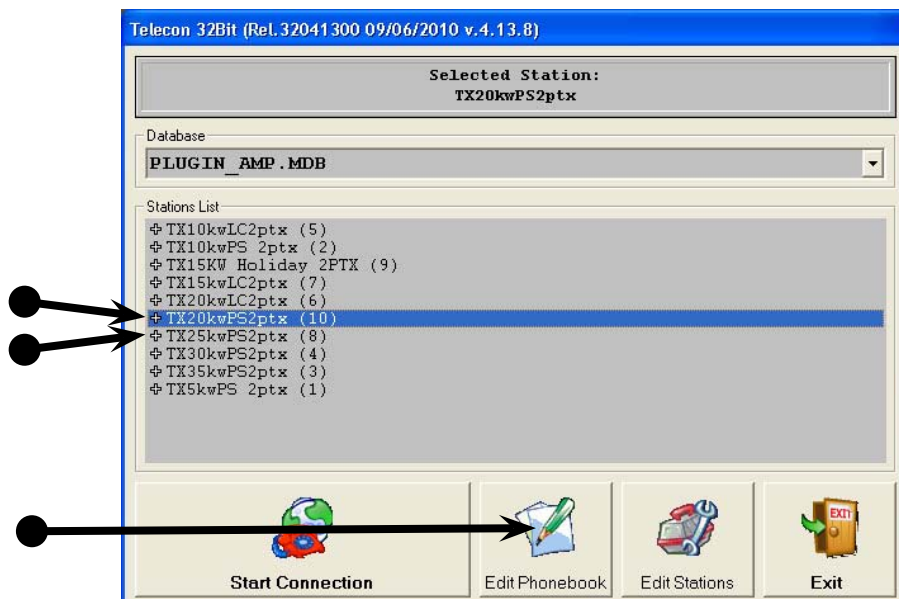 Telecon 32Bit (Rel.32041300 09/06/2010 v.4.13.8)
Selected Station:
TX20kwPS2ptx
Database
PLUGIN_AMP.MDB
Stations List
TX10kwLC2ptx (5)
TX10kwPS 2ptx (2)
TX15KW Holiday 2PTX (9)
TX15kwLC2ptx (7)
TX20kwLC2ptx (6)
TX20kwPS2ptx (10)
TX25kwPS2ptx (8)
TX30kwPS2ptx (4)
TX35kwPS2ptx (3)
TX5kwPS 2ptx (1)
EXIT
Start Connection
Edit Phonebook
Edit Stations
Exit